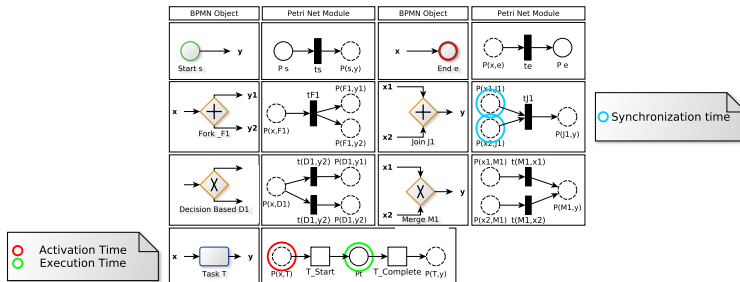 BPMN Object Petri Net Module BPMN Object Petri Net Module
y x
Start s P s ts P(s,y) End e P(x,e) te P e
x y1 y2 Fork _F1
tF1 P(F1,y1) P(x,F1) P(F1,y2)
x1 x2 y Join J1
P(x1,J1) tJ1 P(x2,J1) P(J1,y)
Synchronization time
Decision Based D1
t(D1,y2) P(D1,y1) P(x,D1) t(D1,y2) P(D1,y2)
x1 x2 y Merge M1
P(x1,M1) t(M1,x1) P(x2,M1) t(M1,x2) P(M1,y)
Activation Time
Execution Time
x y Task T
P(x,T) T_Start Pt T_Complete P(T,y)